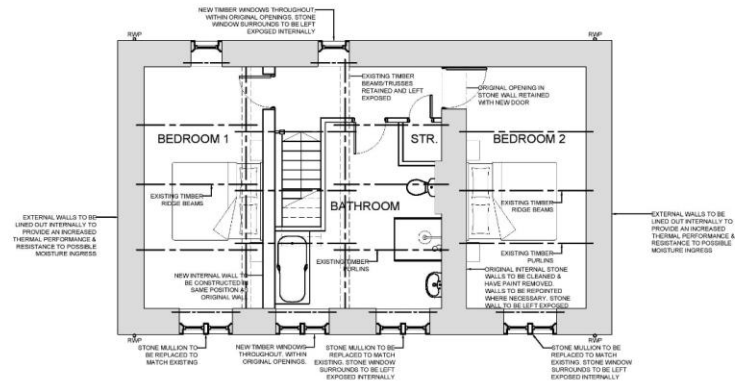 NEW TIMBER WINDOWS THROUGHOUT,
WITHIN ORIGINAL OPENINGS. STONE
WINDOW SURROUNDS TO BE LEFT
EXPOSED INTERNALLY
RWP
RWP
EXISTING TIMBER
BEAMS/TRUSSES
RETAINED AND LEFT
EXPOSED
ORIGINAL OPENING IN
STONE WALL RETAINED
WITH NEW DOOR
BEDROOM 1
STR.
BEDROOM 2
EXISTING TIMBER
RIDGE BEAMS
BATHROOM
EXISTING TIMBER
RIDGE BEAMS
EXTERNAL WALLS TO BE
LINED OUT INTERNALLY TO
PROVIDE AN INCREASED
THERMAL PERFORMANCE &
RESISTANCE TO POSSIBLE
MOISTURE INGRESS
EXTERNAL WALLS TO BE
LINED OUT INTERNALLY TO
PROVIDE AN INCREASED
THERMAL PERFORMANCE &
RESISTANCE TO POSSIBLE
MOISTURE INGRESS
EXISTING TIMBER
PURLINS
EXISTING TIMBER
PURLINS
NEW INTERNAL WALL TO
BE CONSTRUCTED IN
SAME POSITION AS
ORIGINAL WALL
ORIGINAL INTERNAL STONE
WALLS TO BE CLEANED &
HAVE PAINT REMOVED.
WALLS TO BE REPOINTED
WHERE NECESSARY. STONE
WALL TO BE LEFT EXPOSED
RWP
RWP
STONE MULLION TO
BE REPLACED TO
MATCH EXISTING
NEW TIMBER WINDOWS
THROUGHOUT. WITHIN
ORIGINAL OPENINGS.
STONE MULLION TO BE
REPLACED TO MATCH
EXISTING. STONE WINDOW
SURROUNDS TO BE LEFT
EXPOSED INTERNALLY
STONE MULLION TO BE
REPLACED TO MATCH
EXISTING. STONE WINDOW
SURROUNDS TO BE LEFT
EXPOSED INTERNALLY